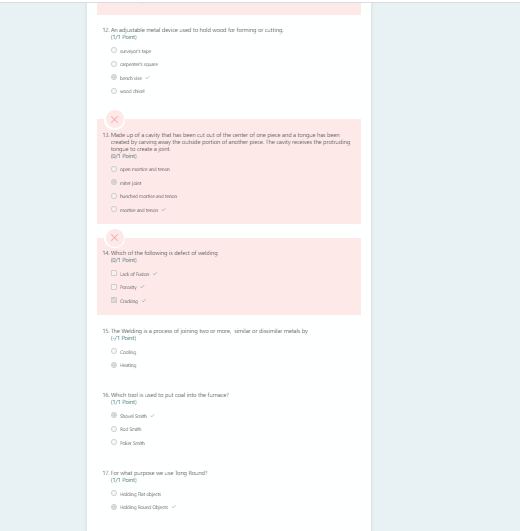 12. An adjustable metal device used to hold wood for forming or cutting.
(1/1 Point)
surveyor's tape
carpenter's square
bench vise
wood chisel
13. Made up of a cavity that has been cut out of the center of one piece and a tongue has been
created by carving away the outside portion of another piece. The cavity receives the protruding
tongue to create a joint.
(0/1 Point)
open mortice and tenon
miter joint
haunched mortice and tenon
mortice and tenon
14. Which of the following is defect of welding
(0/1 Point)
Lack of Fusion
Porosity
Cracking
15. The Welding is a process of joining two or more, similar or dissimilar metals by
(-/1 Point)
Cooling
Heating
16. Which tool is used to put coal into the furnace?
(1/1 Point)
Shovel Smith
Rod Smith
Poker Smith
17. For what purpose we use Tong Round?
(1/1 Point)
Holding Flat objects
Holding Round Objects